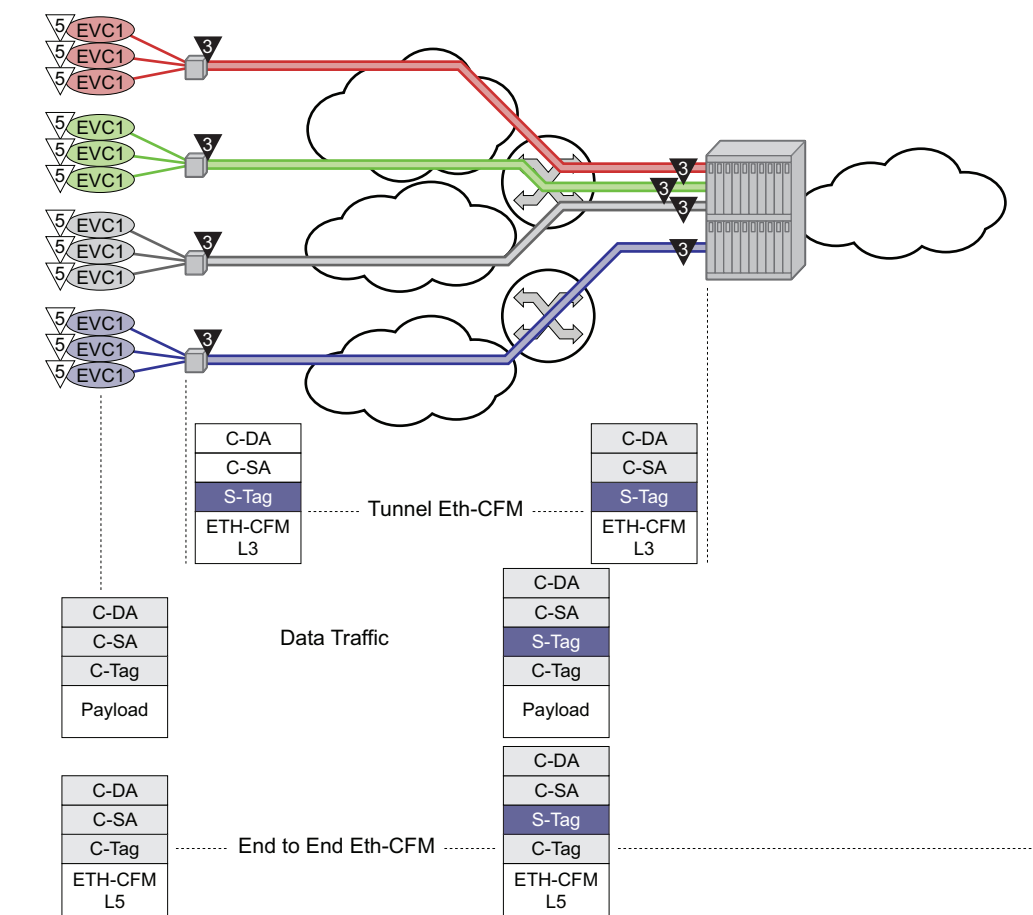 5 EVC1
5 EVC1
5 EVC1
3
5 EVC1
5 EVC1
5 EVC1
3
3
3
3
5 EVC1
5 EVC1
5 EVC1
3
3
5 EVC1
5 EVC1
5 EVC1
3
C-DA
C-SA
S-Tag
ETH-CFM
L3
Tunnel Eth-CFM
C-DA
C-SA
S-Tag
ETH-CFM
L3
C-DA
C-SA
C-Tag
Payload
Data Traffic
C-DA
C-SA
S-Tag
C-Tag
Payload
C-DA
C-SA
C-Tag
ETH-CFM
L5
End to End Eth-CFM
C-DA
C-SA
S-Tag
C-Tag
ETH-CFM
L5